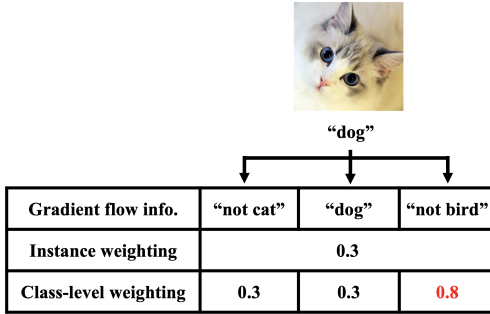 “dog”
Gradient flow info. “not cat” “dog” “not bird”
Instance weighting 0.3
Class-level weighting 0.3 0.3 0.8